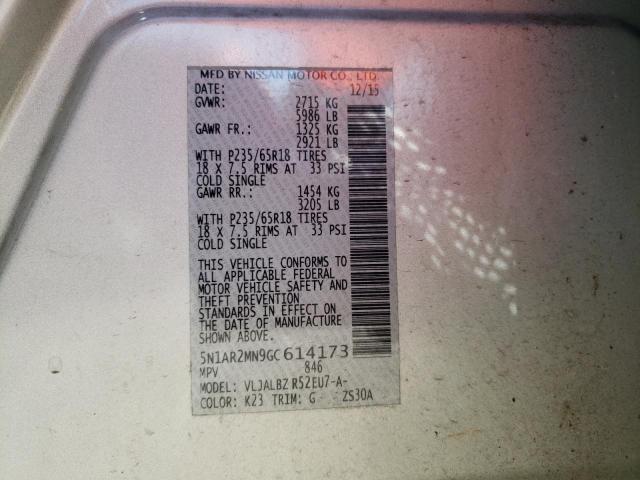 MFD BY NISSAN MOTOR CO., LTD.
DATE: 12/15
GVWR: 2715 KG
5986 LB
GAWR FR.: 1325 KG
2921 LB
WITH P235/65R18 TIRES
18 X 7.5 RIMS AT 33 PSI
COLD SINGLE
GAWR RR.: 1454 KG
3205 LB
WITH P235/65R18 TIRES
18 X 7.5 RIMS AT 33 PSI
COLD SINGLE
THIS VEHICLE CONFORMS TO
ALL APPLICABLE FEDERAL
MOTOR VEHICLE SAFETY AND
THEFT PREVENTION
STANDARDS IN EFFECT ON
THE DATE OF MANUFACTURE
SHOWN ABOVE.
5N1AR2MN9GC614173
MPV 846
MODEL: VLJALBZ R52EU7-A-
COLOR: K23 TRIM: G ZS30A